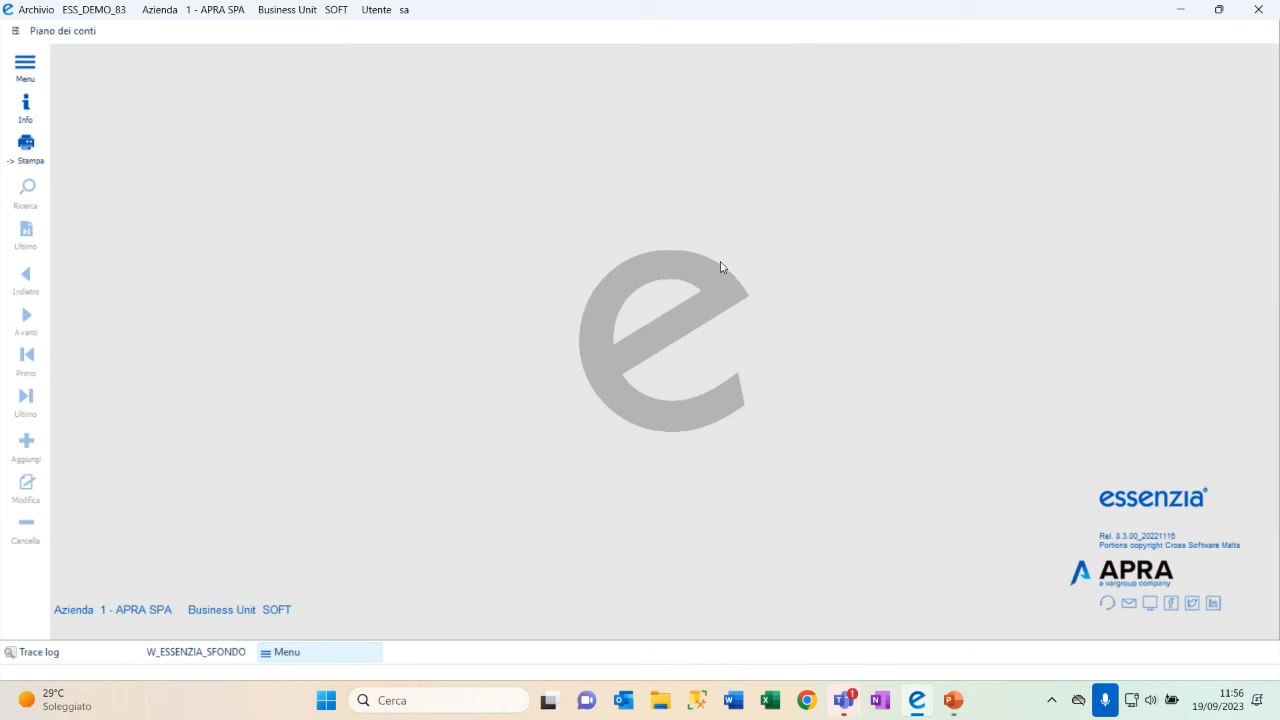 Archivo ESS_DEMO_83 Azienda 1 - APRA SPA Business Unit SOFT Utente sa
Piano dei conti
Menu
Info
-> Stampa
Ricerca
Ultimo
Indietro
Avanti
Primo
Ultimo
Aggiungi
Modifica
Cancella
essenzia
Rel. 8.3.00_20221116
Portions copyright Cross Software Malta
APRA
a vargroup company
Azienda 1 - APRA SPA Business Unit SOFT
Trace log W_ESSENZIA_SFONDO Menu
29°C
Soleggiato
Cerca
1
11:56
19/09/2023